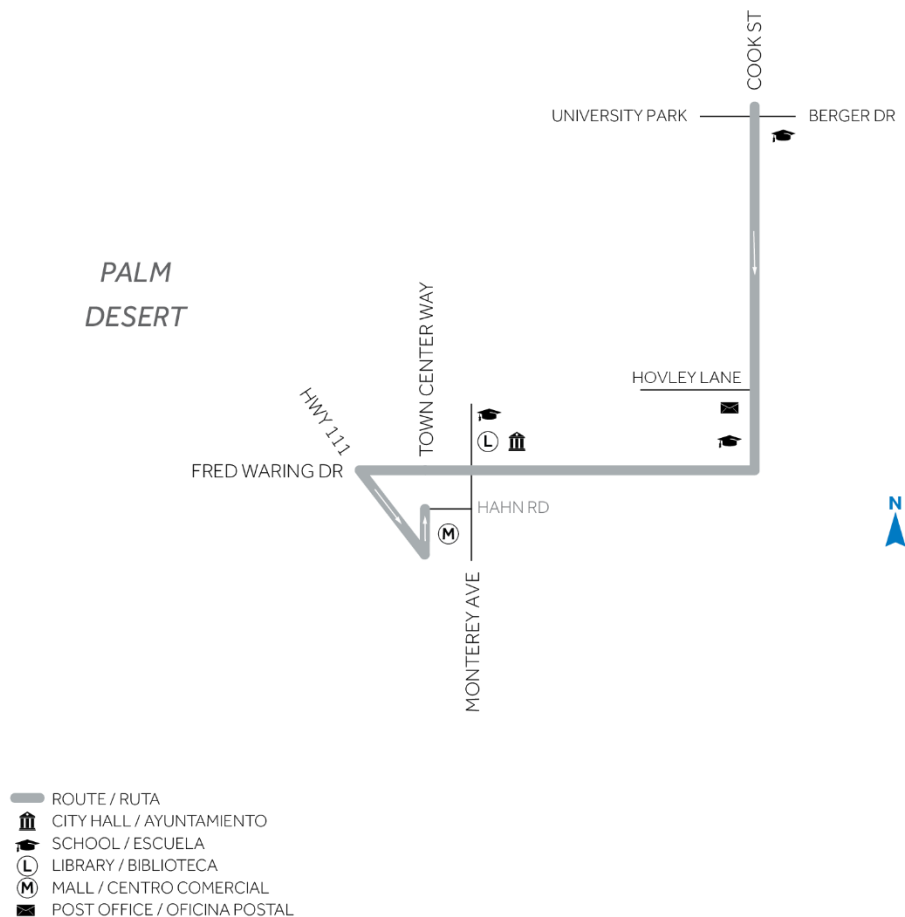 COOK ST
UNIVERSITY PARK
BERGER DR
PALM
DESERT
TOWN CENTER WAY
HOVLEY LANE
HWY 111
L
FRED WARING DR
HAHN RD
M
N
MONTEREY AVE
ROUTE / RUTA
CITY HALL / AYUNTAMIENTO
SCHOOL / ESCUELA
L LIBRARY / BIBLIOTECA
M MALL / CENTRO COMERCIAL
POST OFFICE / OFICINA POSTAL